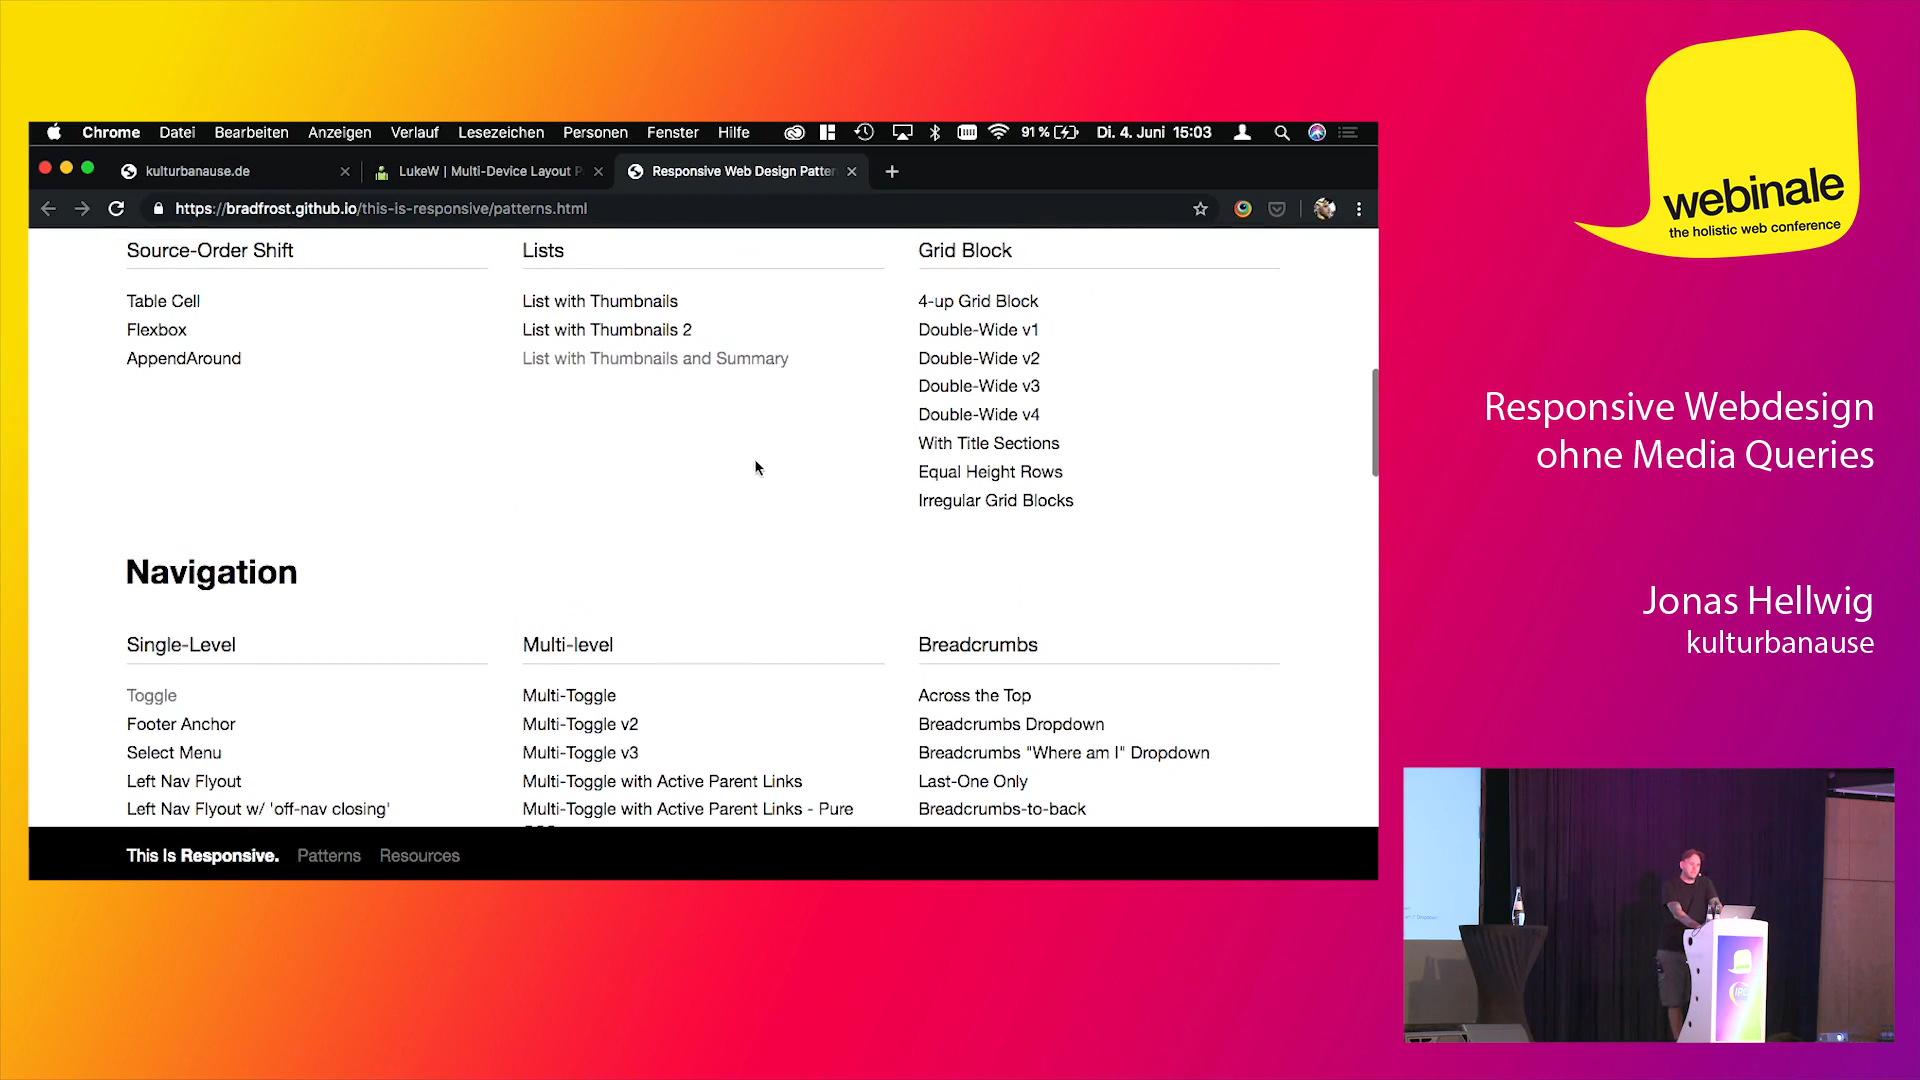 Chrome Datei Bearbeiten Anzeigen Verlauf Lesezeichen Personen Fenster Hilfe 91 % Di. 4. Juni 15:03
kulturbanause.de LukeW | Multi-Device Layout P Responsive Web Design Patter
https://bradfrost.github.io/this-is-responsive/patterns.html
Source-Order Shift
Table Cell
Flexbox
AppendAround
Lists
List with Thumbnails
List with Thumbnails 2
List with Thumbnails and Summary
Grid Block
4-up Grid Block
Double-Wide v1
Double-Wide v2
Double-Wide v3
Double-Wide v4
With Title Sections
Equal Height Rows
Irregular Grid Blocks
Navigation
Single-Level
Toggle
Footer Anchor
Select Menu
Left Nav Flyout
Left Nav Flyout w/ 'off-nav closing'
Multi-level
Multi-Toggle
Multi-Toggle v2
Multi-Toggle v3
Multi-Toggle with Active Parent Links
Multi-Toggle with Active Parent Links - Pure
Breadcrumbs
Across the Top
Breadcrumbs Dropdown
Breadcrumbs "Where am I" Dropdown
Last-One Only
Breadcrumbs-to-back
This Is Responsive. Patterns Resources
webinale
the holistic web conference
Responsive Webdesign
ohne Media Queries
Jonas Hellwig
kulturbanause